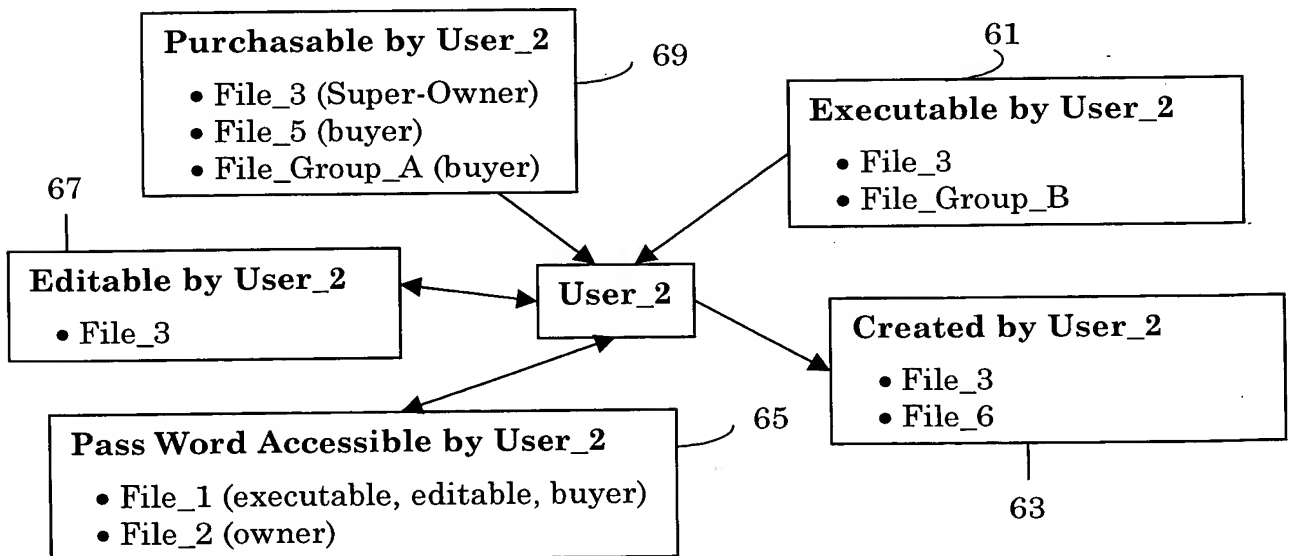 Purchasable by User_2
• File_3 (Super-Owner)
• File_5 (buyer)
• File_Group_A (buyer)
69
61
Executable by User_2
• File_3
• File_Group_B
67
Editable by User_2
• File_3
User_2
Created by User_2
• File_3
• File_6
63
Pass Word Accessible by User_2
• File_1 (executable, editable, buyer)
• File_2 (owner)
65